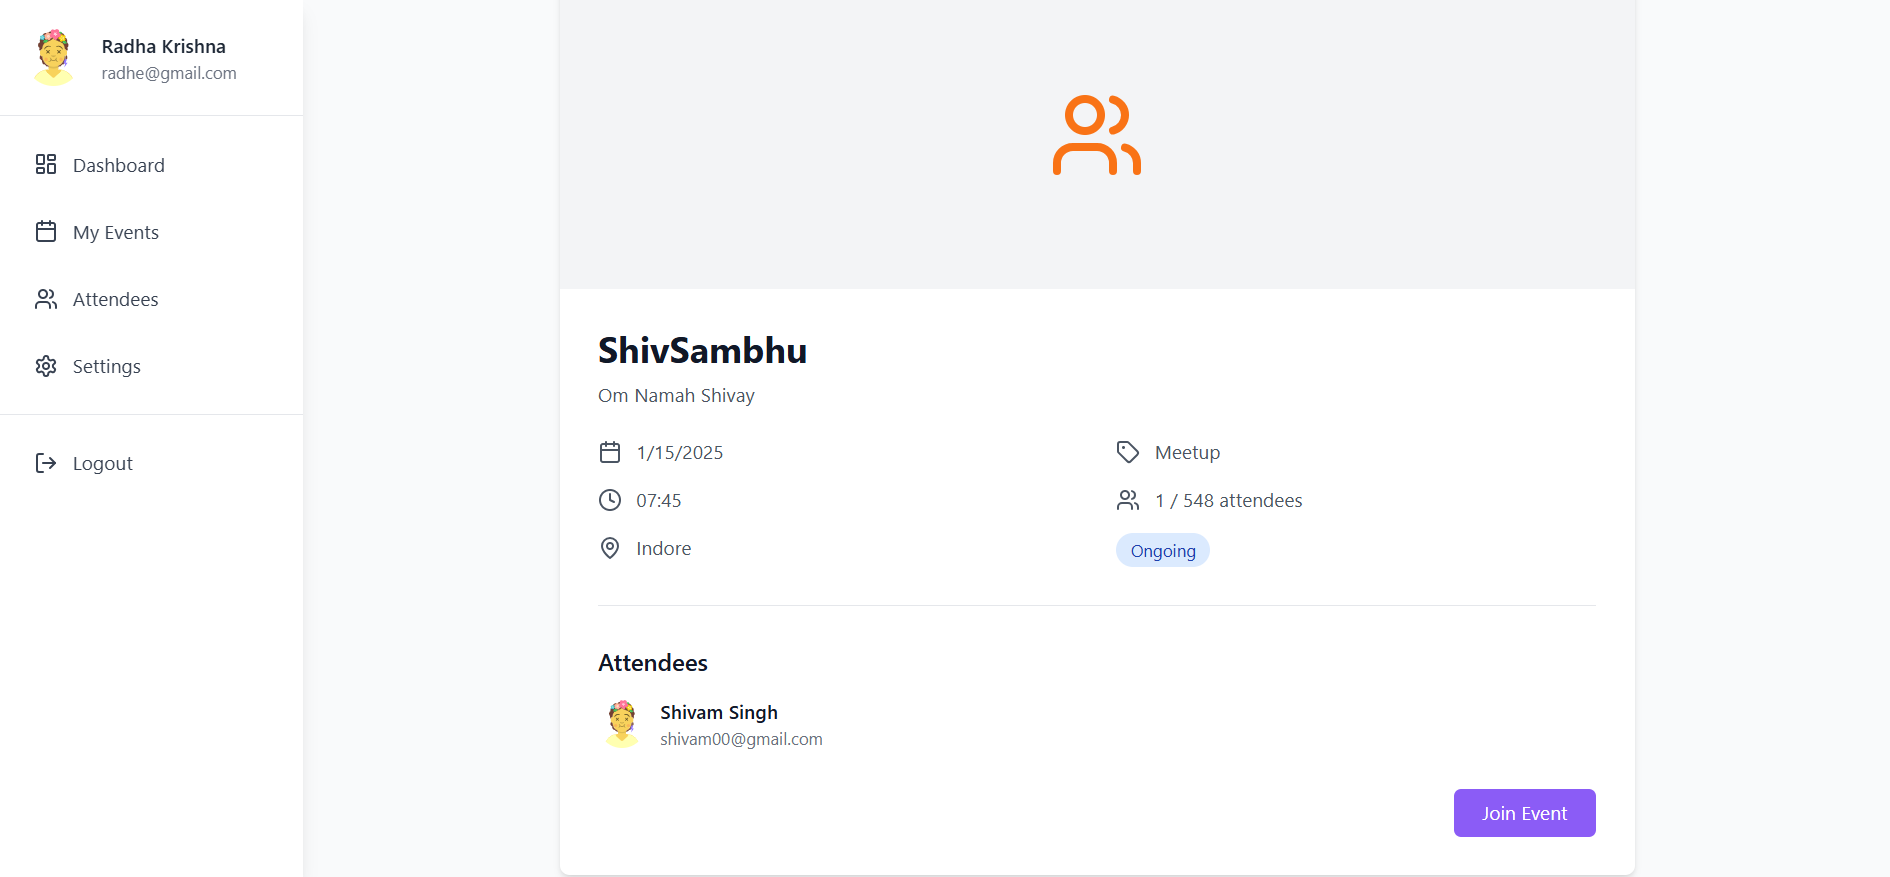 Radha Krishna
radhe@gmail.com
Dashboard
My Events
Attendees
Settings
Logout
ShivSambhu
Om Namah Shivay
1/15/2025
Meetup
07:45
1 / 548 attendees
Indore
Ongoing
Attendees
Shivam Singh
shivam00@gmail.com
Join Event